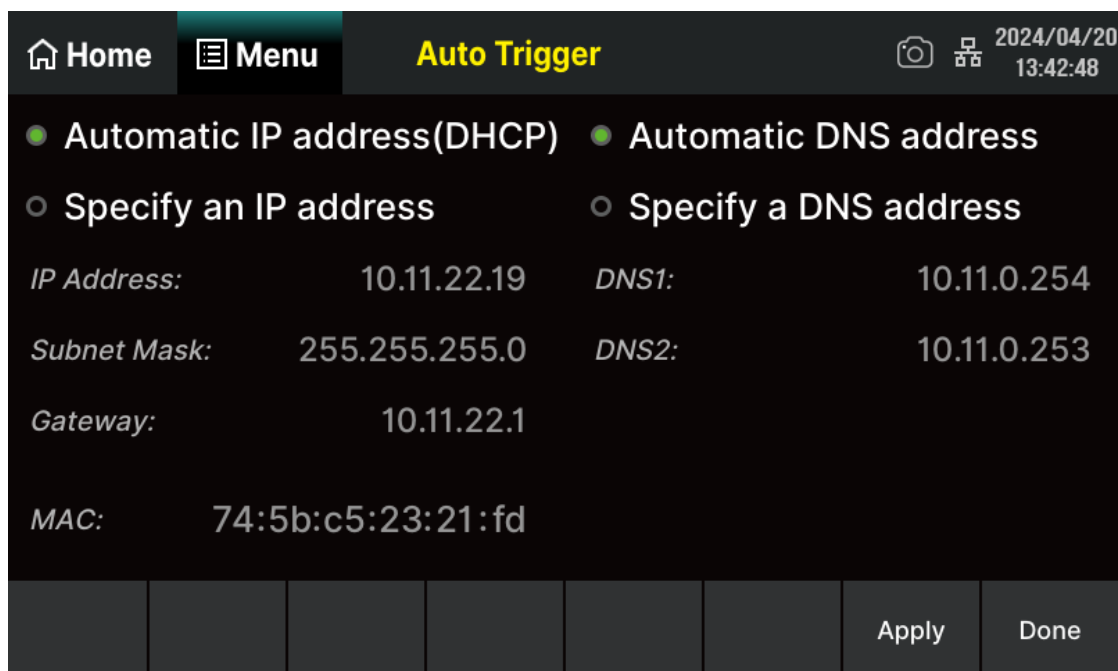 Home Menu Auto Trigger 2024/04/20
13:42:48
Automatic IP address(DHCP) Automatic DNS address
Specify an IP address Specify a DNS address
IP Address: 10.11.22.19 DNS1: 10.11.0.254
Subnet Mask: 255.255.255.0 DNS2: 10.11.0.253
Gateway: 10.11.22.1
MAC: 74:5b:c5:23:21:fd
Apply Done